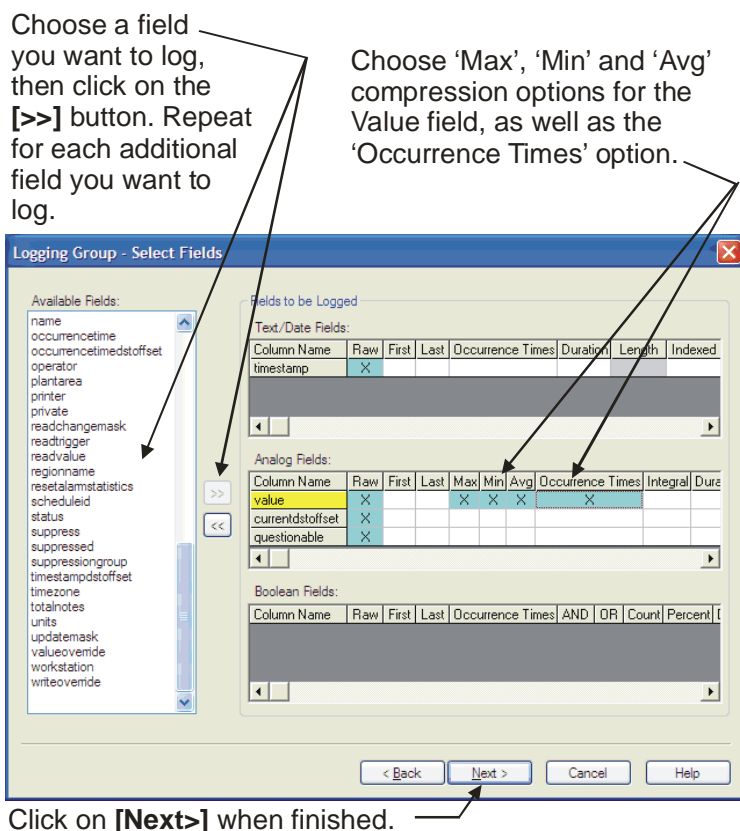 Choose a field
you want to log,
then click on the
[>>] button. Repeat
for each additional
field you want to
log.
Choose ‘Max’, ‘Min’ and ‘Avg’
compression options for the
Value field, as well as the
‘Occurrence Times’ option.
Logging Group - Select Fields
Available Fields:
name
occurrencetime
occurrencetimedstoffset
operator
plantarea
printer
private
readchangemask
readtrigger
readvalue
regionname
resetalarmstatistics
scheduleid
status
suppress
suppressed
suppressiongroup
timestampdstoffset
timezone
totalnotes
units
updatemask
valueoverride
workstation
writeoverride
>>
<<
Fields to be Logged
Text/Date Fields:
Column Name Raw First Last Occurrence Times Duration Length Indexed
timestamp X
Analog Fields:
Column Name Raw First Last Max Min Avg Occurrence Times Integral Dura
value X X X X X
currentdstoffset X
questionable X
Boolean Fields:
Column Name Raw First Last Occurrence Times AND OR Count Percent D
< Back Next > Cancel Help
Click on [Next>] when finished.